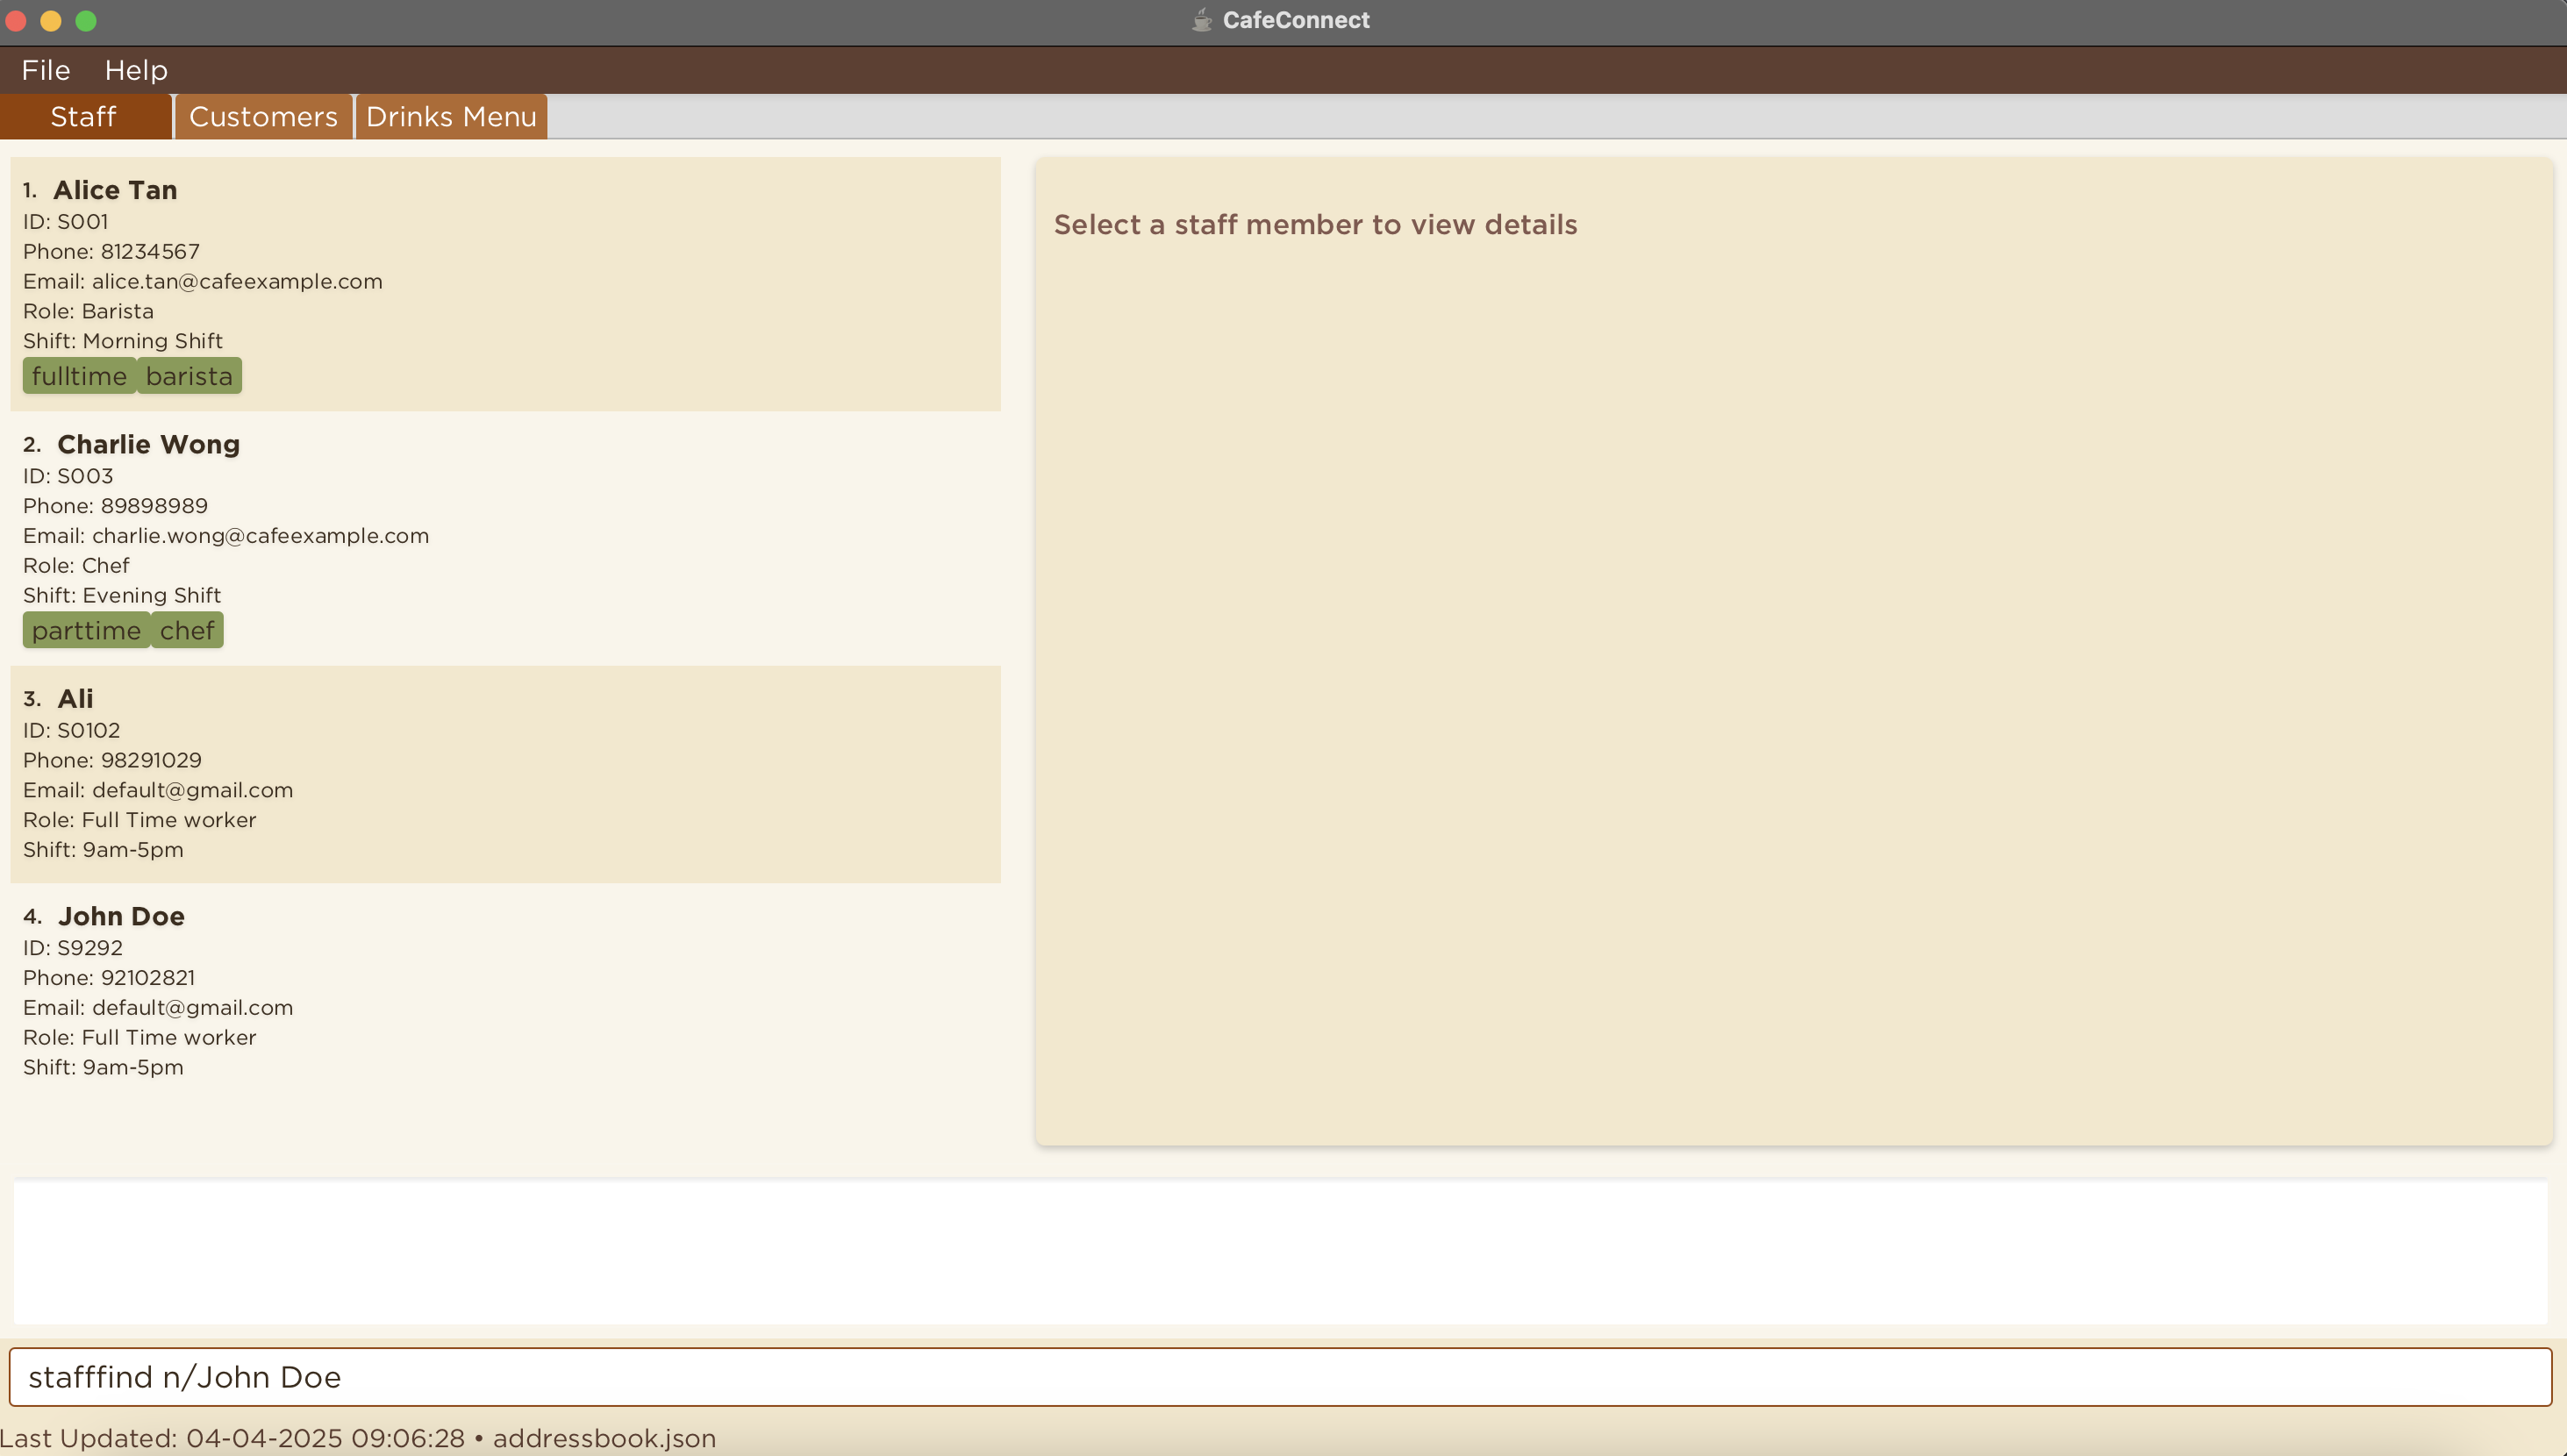 CafeConnect
File Help
Staff Customers Drinks Menu
1. Alice Tan
ID: S001
Phone: 81234567
Email: alice.tan@cafeexample.com
Role: Barista
Shift: Morning Shift
fulltime barista
2. Charlie Wong
ID: S003
Phone: 89898989
Email: charlie.wong@cafeexample.com
Role: Chef
Shift: Evening Shift
parttime chef
3. Ali
ID: S0102
Phone: 98291029
Email: default@gmail.com
Role: Full Time worker
Shift: 9am-5pm
4. John Doe
ID: S9292
Phone: 92102821
Email: default@gmail.com
Role: Full Time worker
Shift: 9am-5pm
Select a staff member to view details
stafffind n/John Doe
Last Updated: 04-04-2025 09:06:28 • addressbook.json